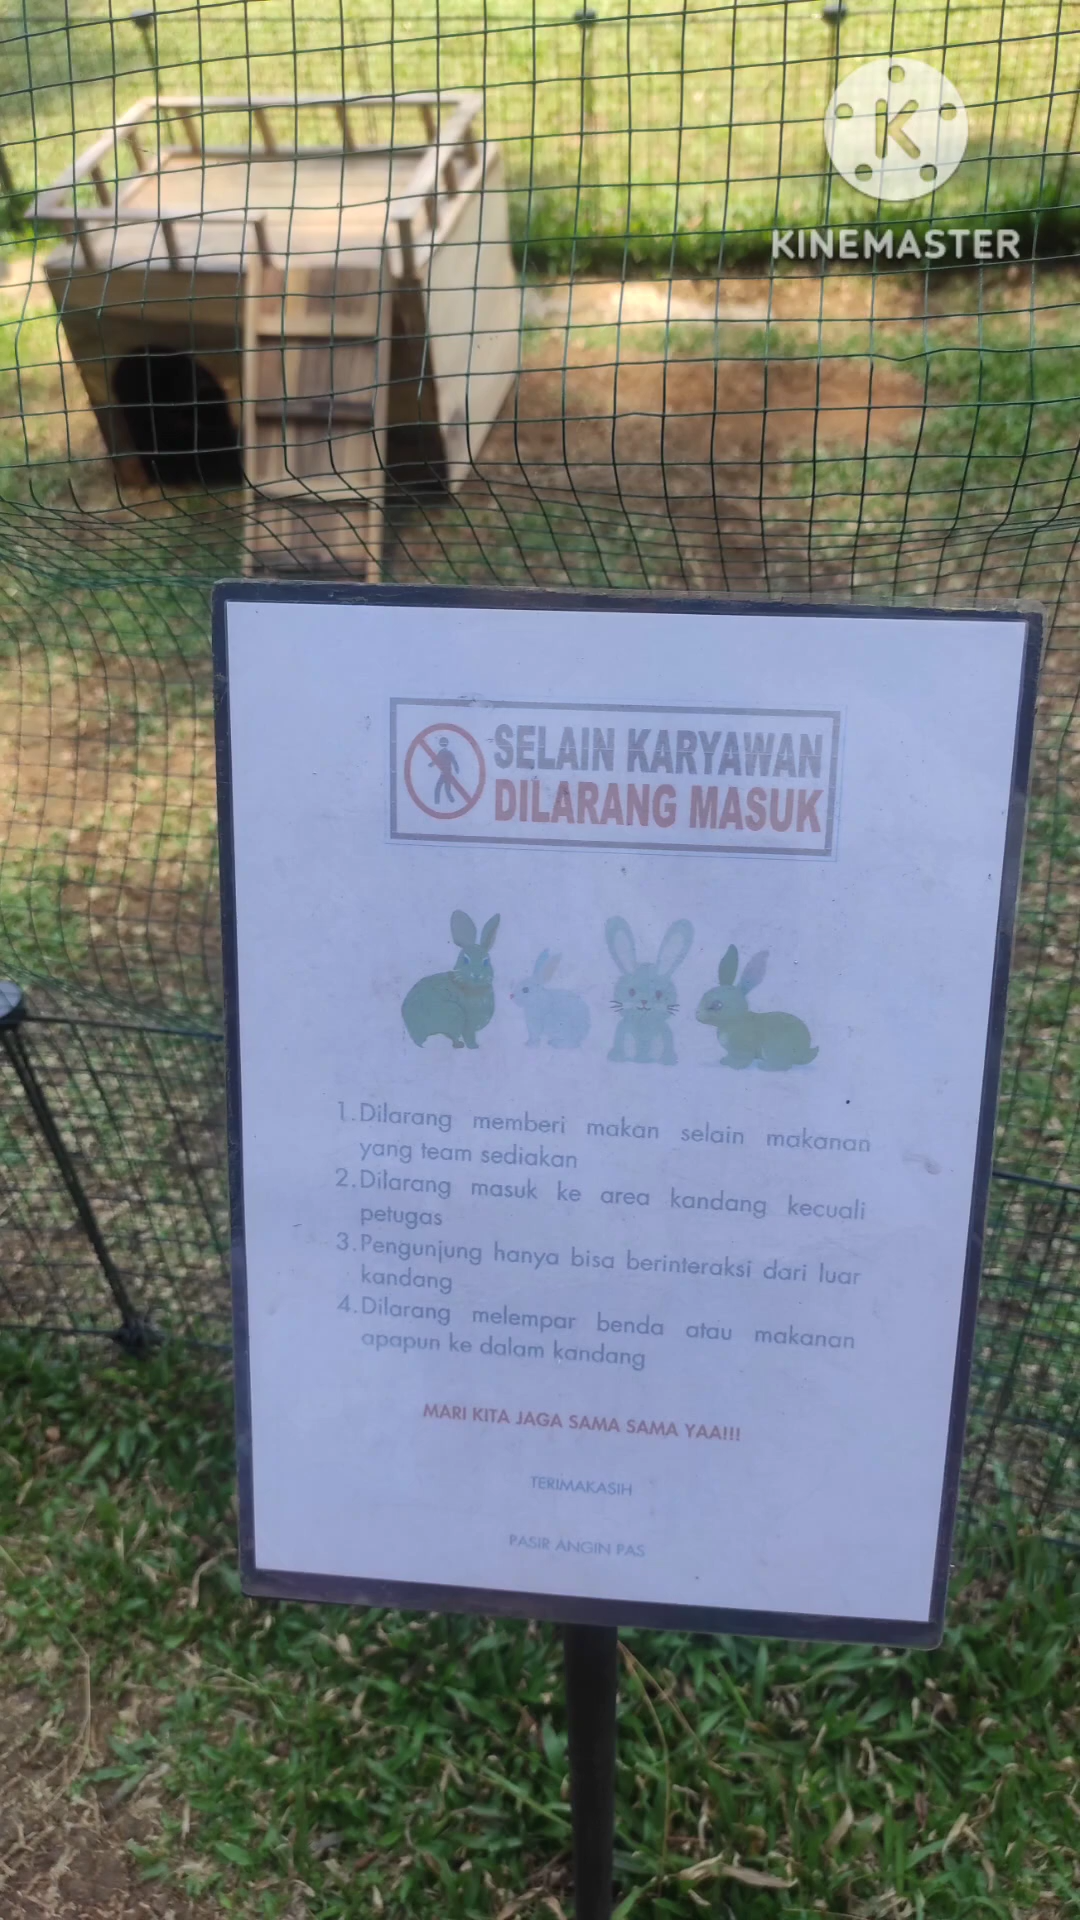 KINEMASTER
SELAIN KARYAWAN
DILARANG MASUK
1. Dilarang memberi makan selain makanan
yang team sediakan
2. Dilarang masuk ke area kandang kecuali
petugas
3. Pengunjung hanya bisa berinteraksi dari luar
kandang
4. Dilarang melempar benda atau makanan
apapun ke dalam kandang
MARI KITA JAGA SAMA SAMA YAA!!!
TERIMAKASIH
PASIR ANGIN PAS